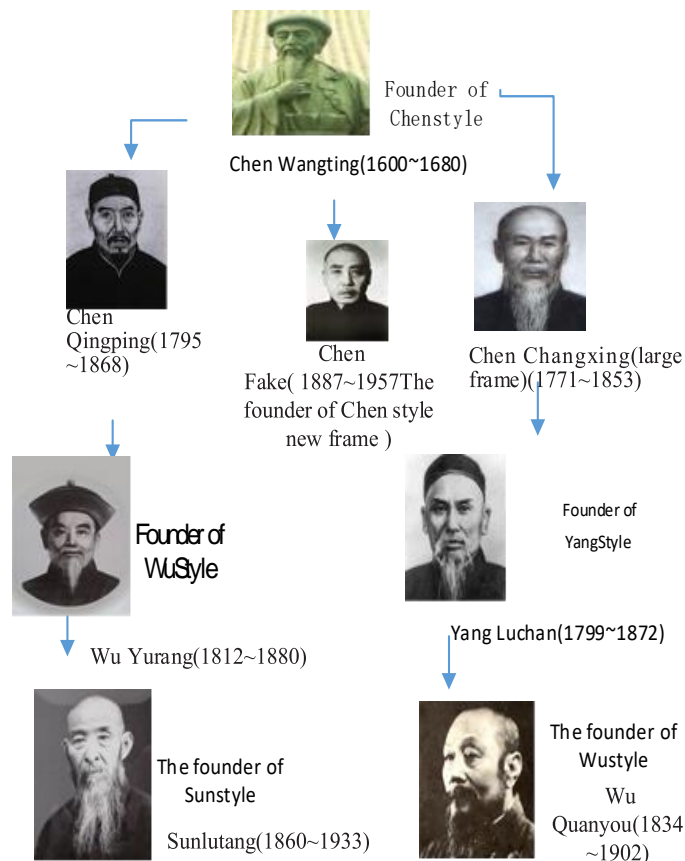 Founder of
Chenstyle
Chen Wangting(1600~1680)
Chen
Qingping(1795
~1868)
Chen
Fake( 1887~1957The
founder of Chen style
new frame )
Chen Changxing(large
frame)(1771~1853)
Founder of
WuStyle
Founder of
YangStyle
Wu Yurang(1812~1880)
Yang Luchan(1799~1872)
The founder of
Sunstyle
Sunlutang(1860~1933)
The founder of
Wustyle
Wu
Quanyou(1834
~1902)